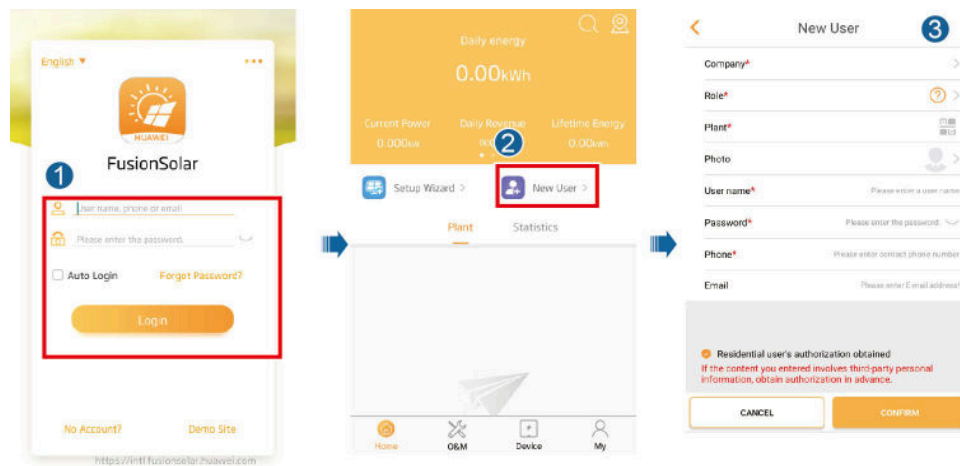 English
HUAWEI
FusionSolar
1
User name, phone or email
Please enter the password.
Auto Login
Forgot Password?
Login
No Account?
Demo Site
https://intl.fusionsolar.huawei.com
Daily energy
0.00kWh
Current Power
Daily Revenue
Lifetime Energy
0.000kW
0.00kWh
2
Setup Wizard >
New User >
Plant
Statistics
Home
O&M
Device
My
< New User
3
Company* >
Role* ? >
Plant*
Photo >
User name* Please enter a user name
Password* Please enter the password.
Phone* Please enter contact phone number
Email Please enter E-mail address!
Residential user's authorization obtained
If the content you entered involves third-party personal
information, obtain authorization in advance.
CANCEL
CONFIRM